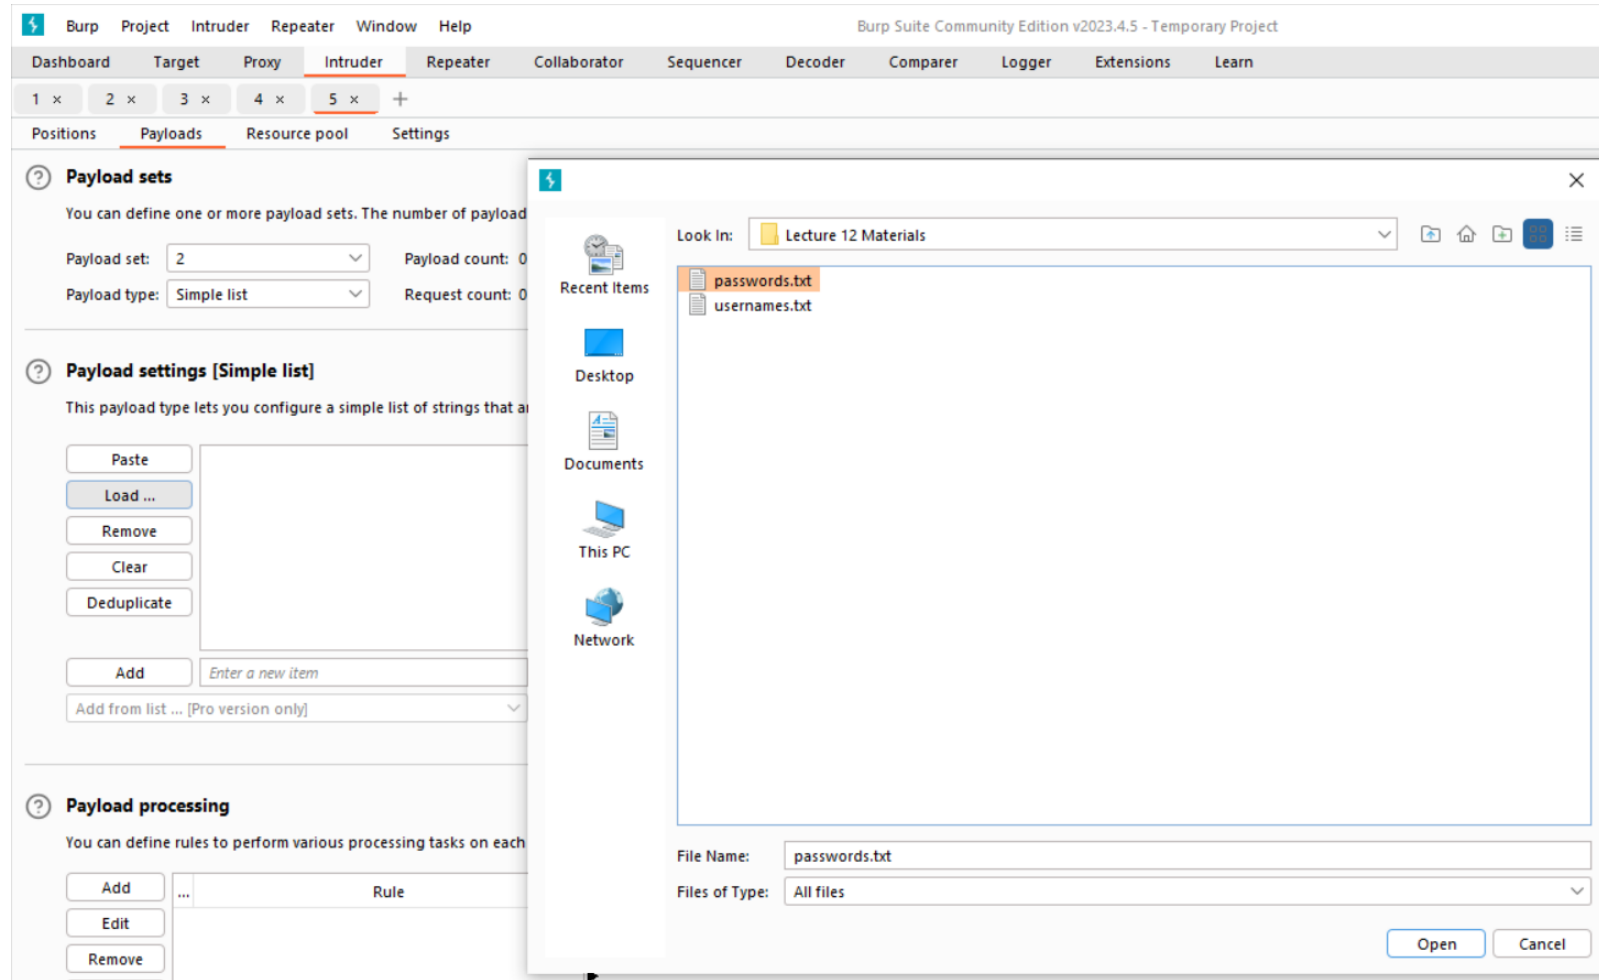 Burp Project Intruder Repeater Window Help Burp Suite Community Edition v2023.4.5 - Temporary Project
Dashboard Target Proxy Intruder Repeater Collaborator Sequencer Decoder Comparer Logger Extensions Learn
1 × 2 × 3 × 4 × 5 × +
Positions Payloads Resource pool Settings
? Payload sets
You can define one or more payload sets. The number of payload
Payload set: 2 Payload count: 0
Payload type: Simple list Request count: 0
? Payload settings [Simple list]
This payload type lets you configure a simple list of strings that
Paste
Load ...
Remove
Clear
Deduplicate
Add Enter a new item
Add from list ... [Pro version only]
? Payload processing
You can define rules to perform various processing tasks on each
Add ... Rule
Edit
Remove
Look In: Lecture 12 Materials
Recent Items
Desktop
Documents
This PC
Network
passwords.txt
usernames.txt
File Name: passwords.txt
Files of Type: All files
Open Cancel